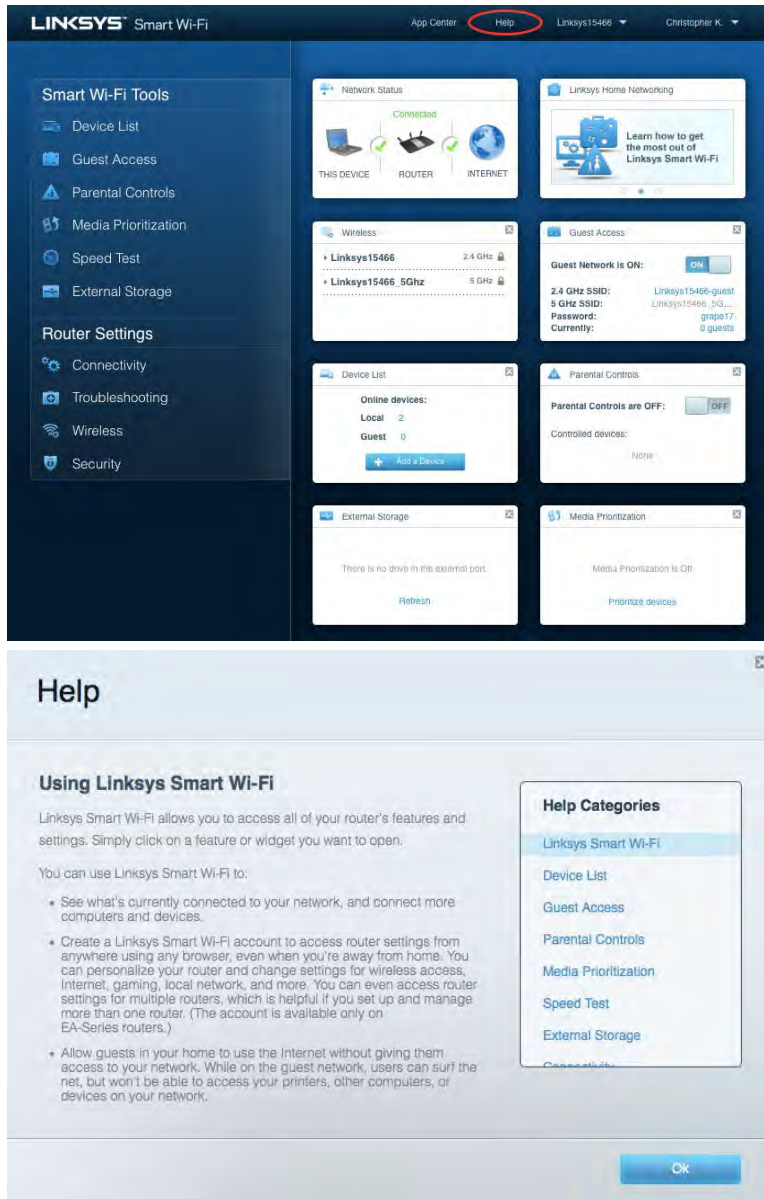 LINKSYS™ Smart Wi-Fi
App Center
Help
Linksys15466
Christopher K.
Smart Wi-Fi Tools
Device List
Guest Access
Parental Controls
Media Prioritization
Speed Test
External Storage
Router Settings
Connectivity
Troubleshooting
Wireless
Security
Network Status
Connected
THIS DEVICE
ROUTER
INTERNET
Linksys Home Networking
Learn how to get
the most out of
Linksys Smart Wi-Fi
Wireless
Linksys15466 2.4 GHz
Linksys15466_5Ghz 5 GHz
Guest Access
Guest Network is ON: ON
2.4 GHz SSID: Linksys15466-guest
5 GHz SSID: Linksys15466_5G...
Password: grape17
Currently: 0 guests
Device List
Online devices:
Local 2
Guest 0
Add a Device
Parental Controls
Parental Controls are OFF: OFF
Controlled devices:
None
External Storage
There is no drive in the external port.
Refresh
Media Prioritization
Media Prioritization is Off
Prioritize devices
Help
Using Linksys Smart Wi-Fi
Linksys Smart Wi-Fi allows you to access all of your router's features and
settings. Simply click on a feature or widget you want to open.
You can use Linksys Smart Wi-Fi to:
• See what's currently connected to your network, and connect more
computers and devices.
• Create a Linksys Smart Wi-Fi account to access router settings from
anywhere using any browser, even when you're away from home. You
can personalize your router and change settings for wireless access,
Internet, gaming, local network, and more. You can even access router
settings for multiple routers, which is helpful if you set up and manage
more than one router. (The account is available only on
EA-Series routers.)
• Allow guests in your home to use the Internet without giving them
access to your network. While on the guest network, users can surf the
net, but won't be able to access your printers, other computers, or
devices on your network.
Help Categories
Linksys Smart Wi-Fi
Device List
Guest Access
Parental Controls
Media Prioritization
Speed Test
External Storage
Connectivity
Ok